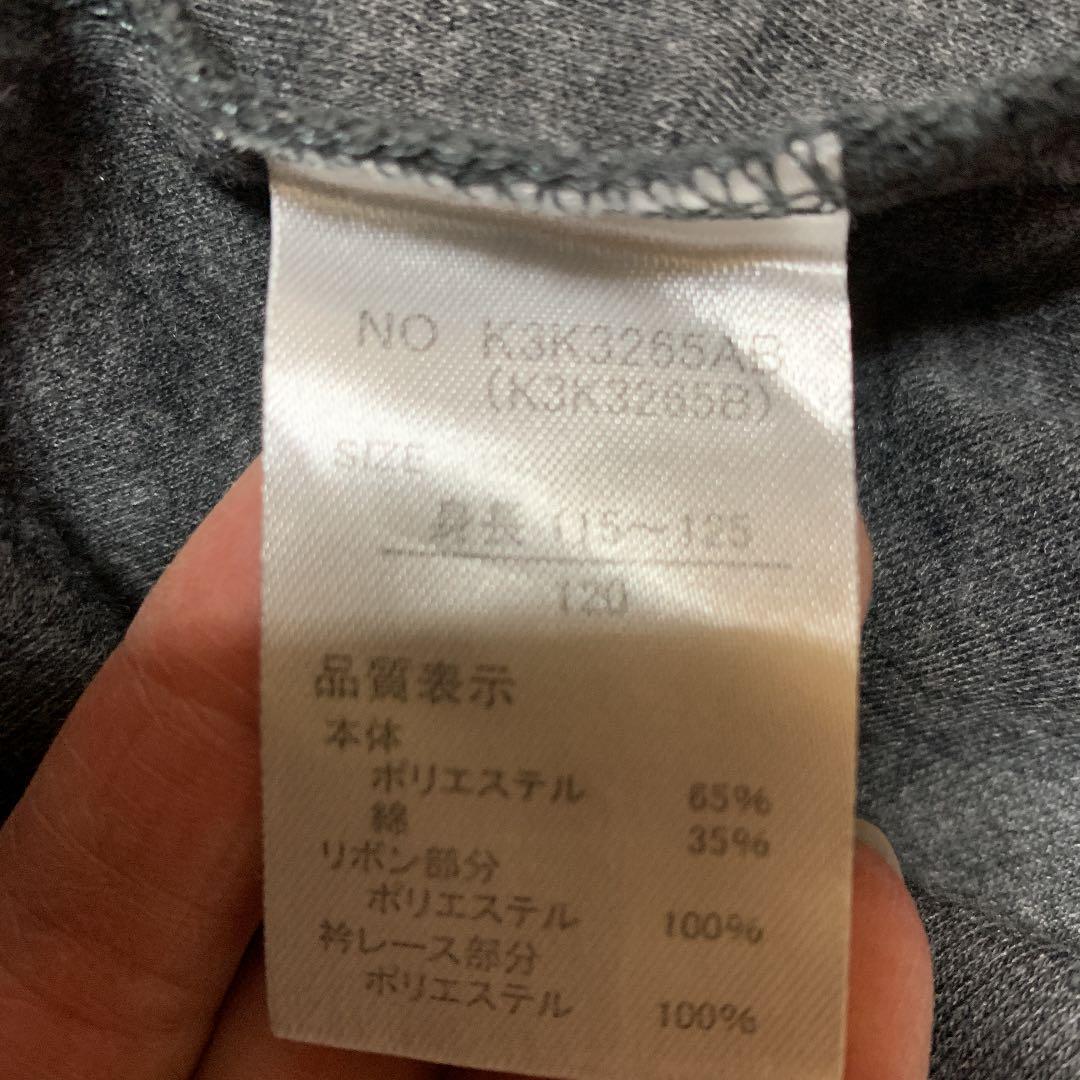 NO K3K3265AB
(K3K3265B)
SIZE
身長 115～125
120
品質表示
本体
ポリエステル 65%
綿 35%
リボン部分
ポリエステル 100%
衿レース部分
ポリエステル 100%